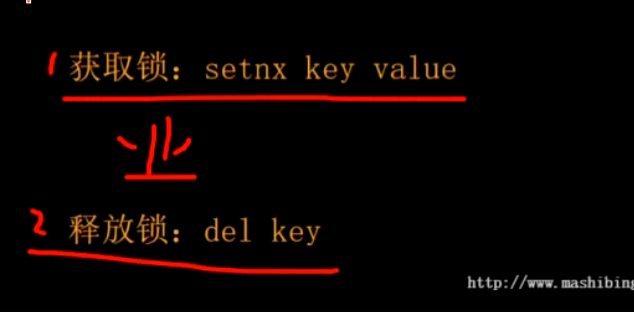 1 获取锁：setnx key value
业
2 释放锁：del key
http://www.mashibing